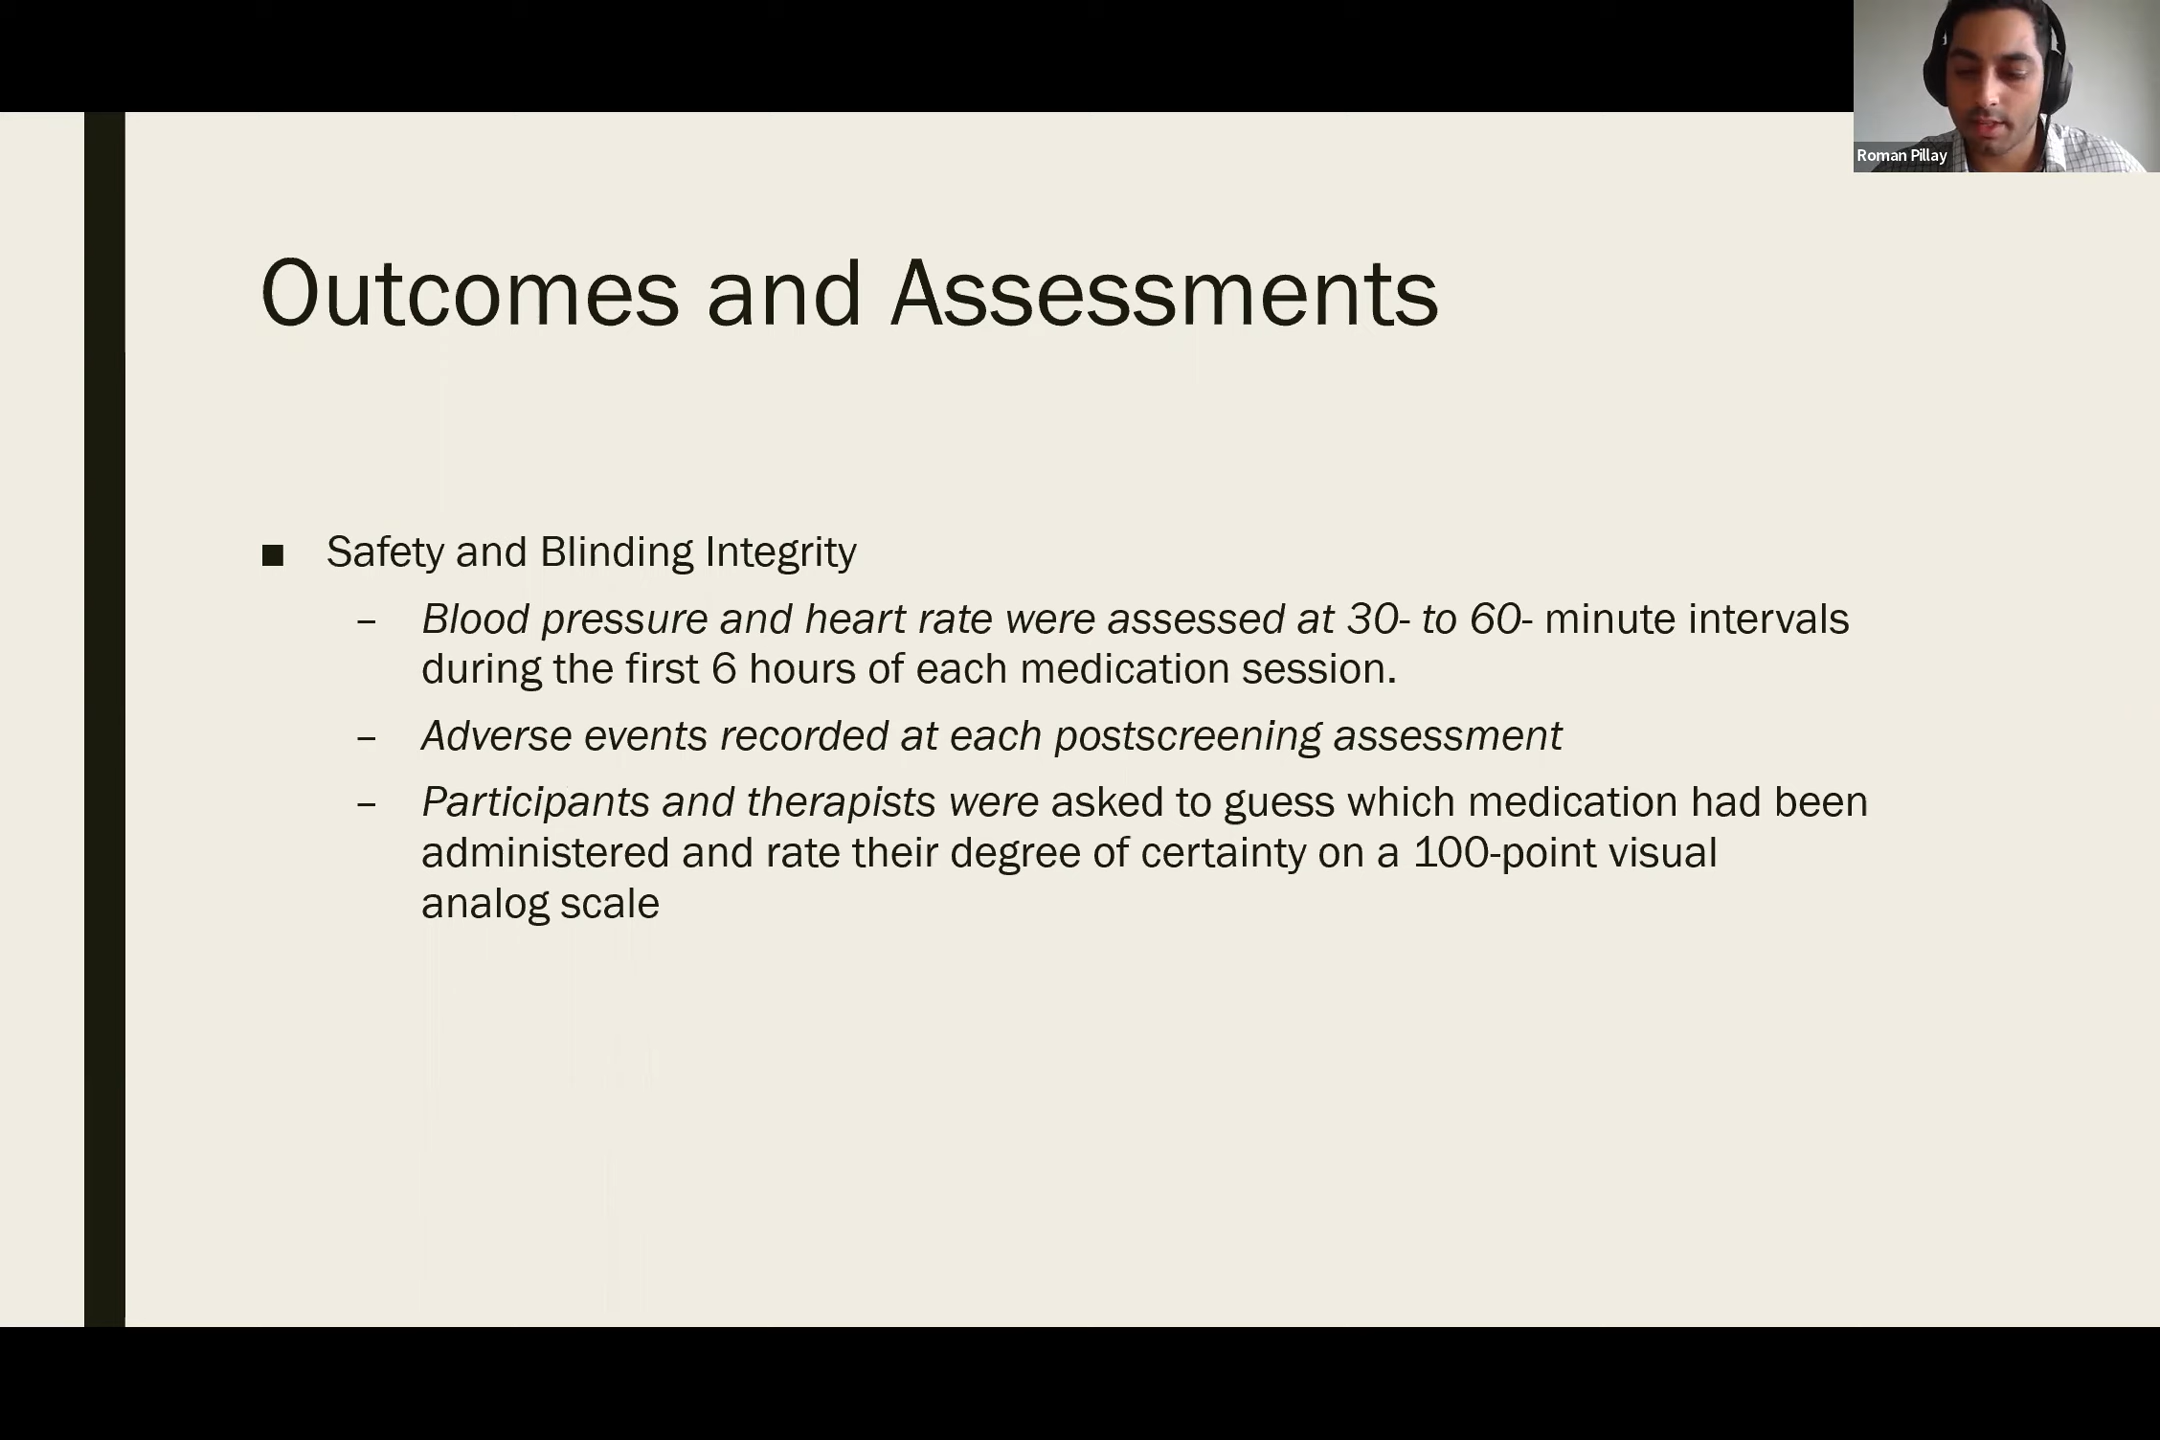 Roman Pillay
Outcomes and Assessments
■ Safety and Blinding Integrity
– Blood pressure and heart rate were assessed at 30- to 60- minute intervals
during the first 6 hours of each medication session.
– Adverse events recorded at each postscreening assessment
– Participants and therapists were asked to guess which medication had been
administered and rate their degree of certainty on a 100-point visual
analog scale